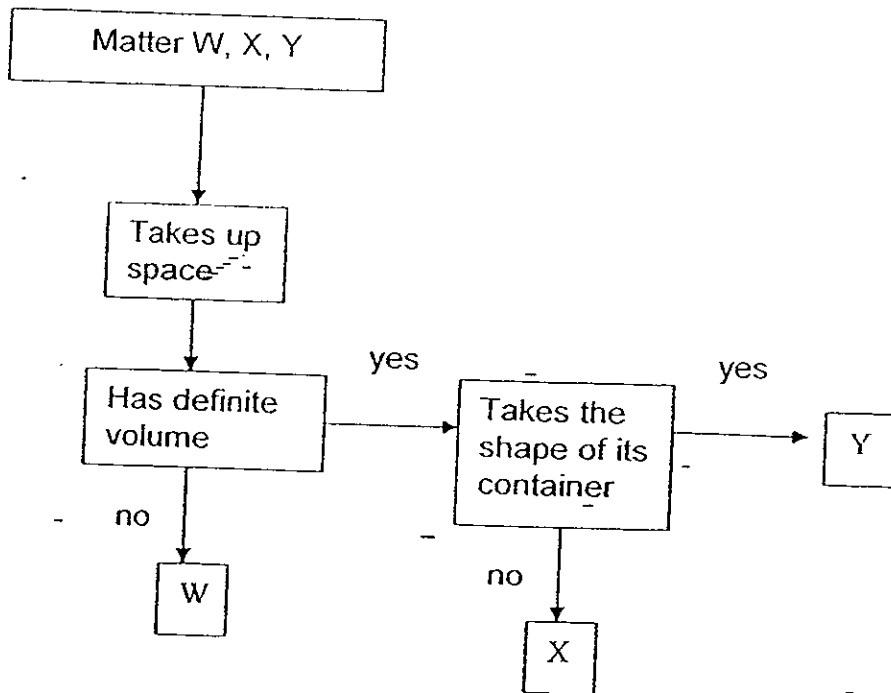 Matter W, X, Y
Takes up
space
Has definite
volume
yes
Takes the
shape of its
container
yes
Y
no
W
no
X